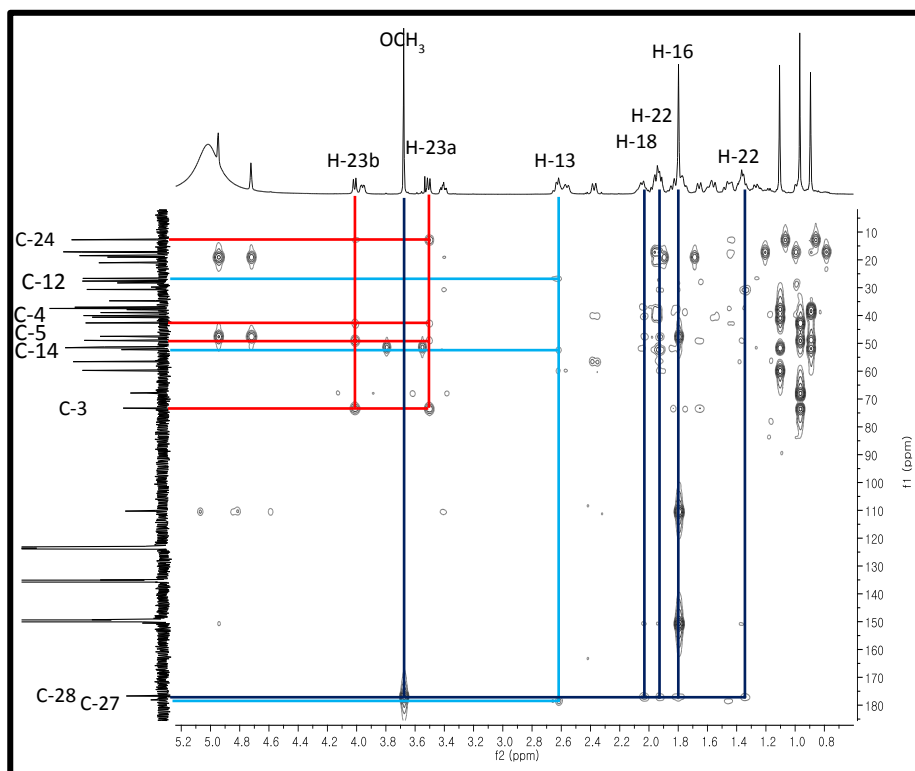 OCH3
H-16
H-22
H-18
H-23b
H-23a
H-13
H-22
C-24
C-12
C-4
C-5
C-14
C-3
C-28
C-27
10
20
30
40
50
60
70
80
90
100
110
120
130
140
150
160
170
180
f1 (ppm)
5.2 5.0 4.8 4.6 4.4 4.2 4.0 3.8 3.6 3.4 3.2 3.0 2.8 2.6 2.4 2.2 2.0 1.8 1.6 1.4 1.2 1.0 0.8
f2 (ppm)